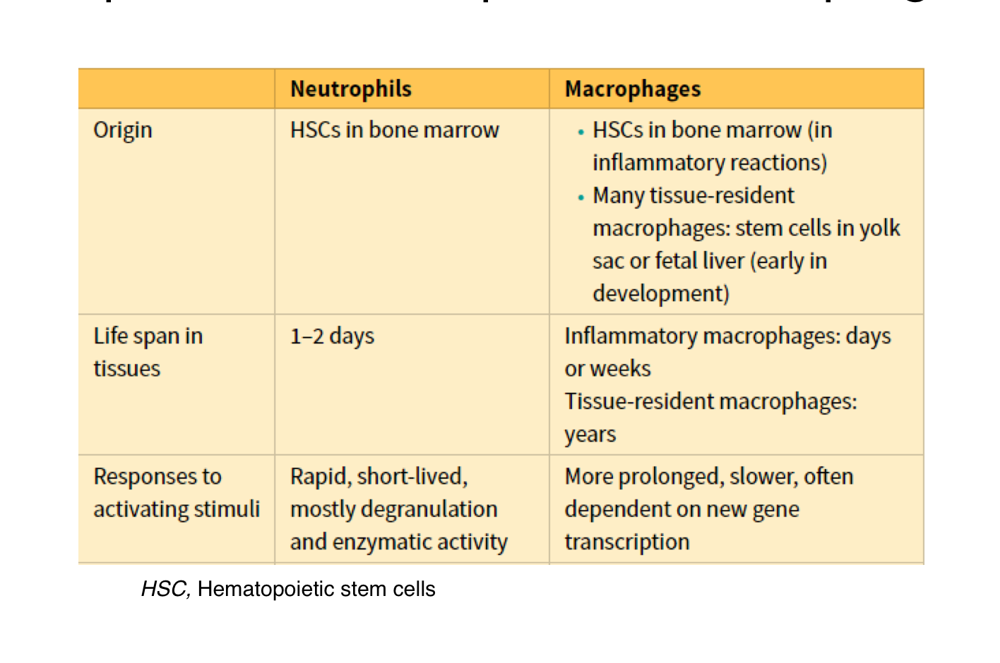 Neutrophils
Macrophages
Origin
HSCs in bone marrow
• HSCs in bone marrow (in
inflammatory reactions)
• Many tissue-resident
macrophages: stem cells in yolk
sac or fetal liver (early in
development)
Life span in
tissues
1–2 days
Inflammatory macrophages: days
or weeks
Tissue-resident macrophages:
years
Responses to
activating stimuli
Rapid, short-lived,
mostly degranulation
and enzymatic activity
More prolonged, slower, often
dependent on new gene
transcription
HSC, Hematopoietic stem cells